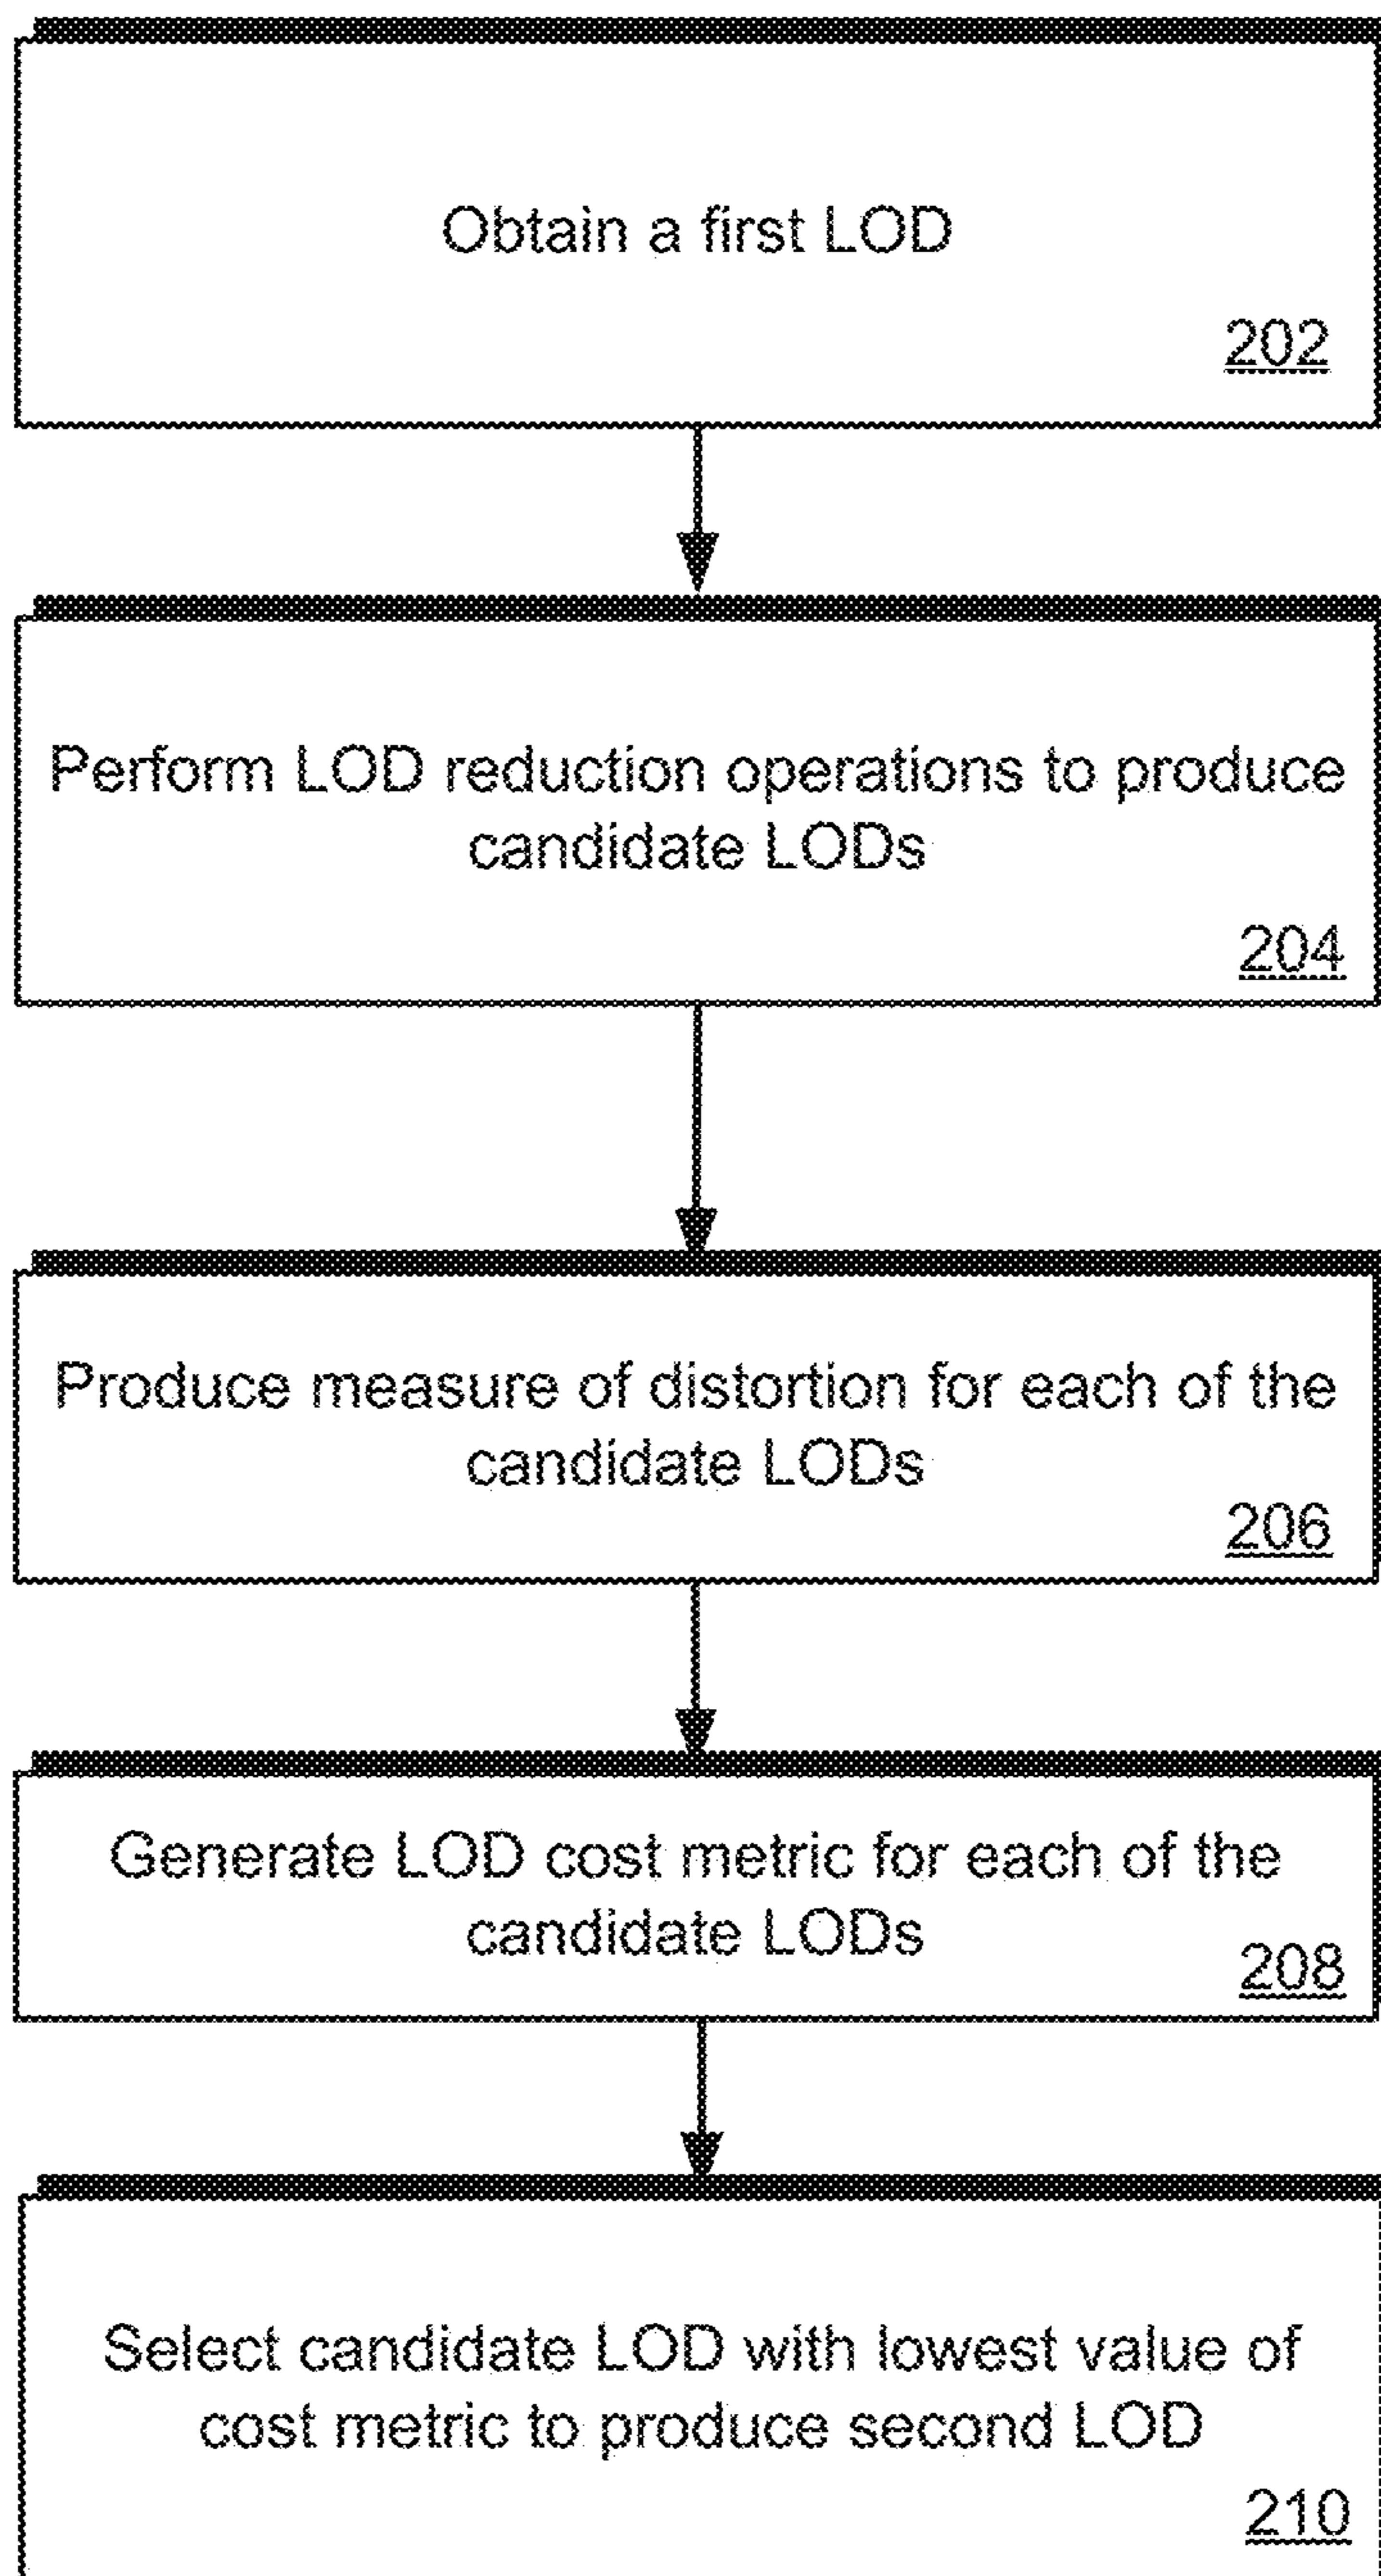 Obtain a first LOD
202
Perform LOD reduction operations to produce
candidate LODs
204
Produce measure of distortion for each of the
candidate LODs
206
Generate LOD cost metric for each of the
candidate LODs
208
Select candidate LOD with lowest value of
cost metric to produce second LOD
210